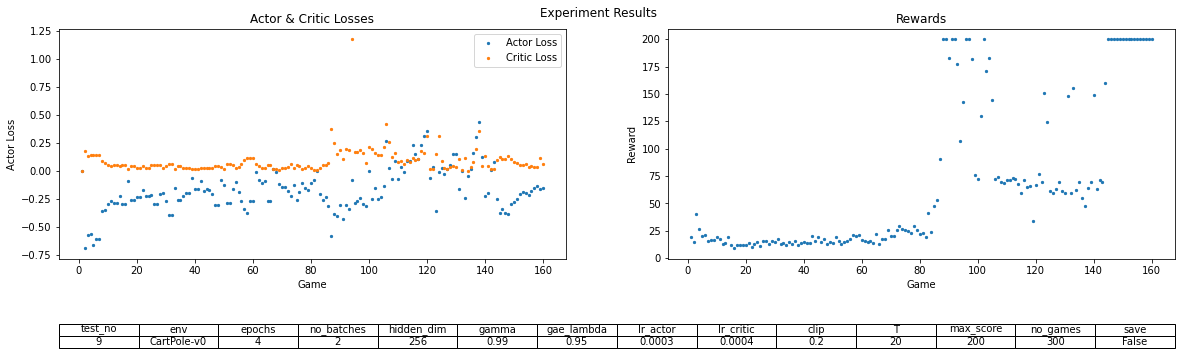 Experiment Results
Actor & Critic Losses
Actor Loss
1.25
1.00
0.75
0.50
0.25
0.00
−0.25
−0.50
−0.75
Actor Loss
Critic Loss
0 20 40 60 80 100 120 140 160
Game
Rewards
Reward
200
175
150
125
100
75
50
25
0
0 20 40 60 80 100 120 140 160
Game
test_no env epochs no_batches hidden_dim gamma gae_lambda lr_actor lr_critic clip T max_score no_games save
9 CartPole-v0 4 2 256 0.99 0.95 0.0003 0.0004 0.2 20 200 300 False